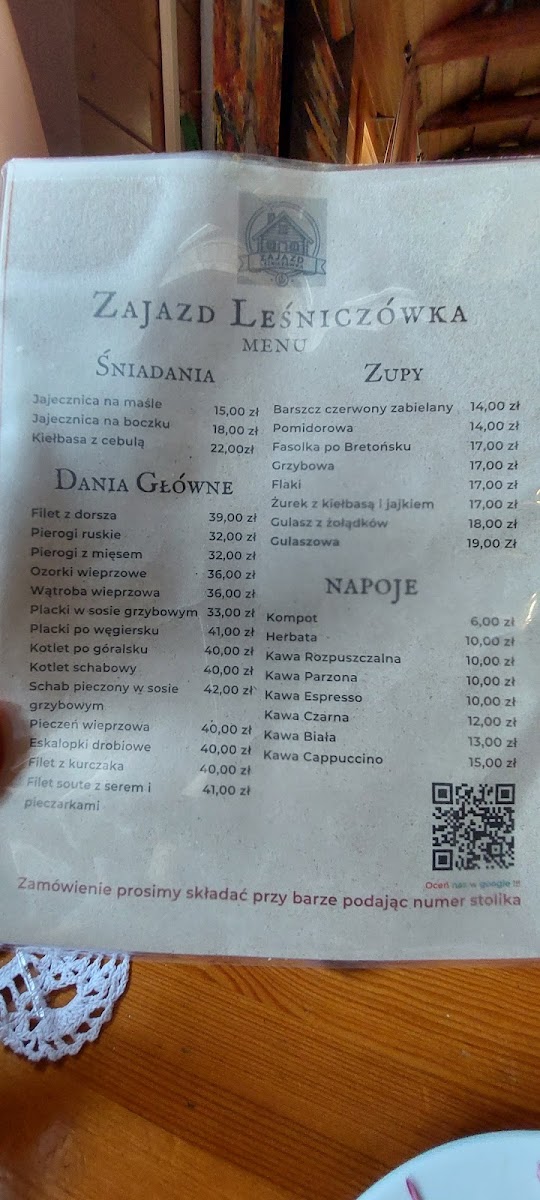 ZAJAZD
LEŚNICZÓWKA
ZAJAZD LEŚNICZÓWKA
MENU
ŚNIADANIA
Jajecznica na maśle 15,00 zł
Jajecznica na boczku 18,00 zł
Kiełbasa z cebulą 22,00zł
DANIA GŁÓWNE
Filet z dorsza 39,00 zł
Pierogi ruskie 32,00 zł
Pierogi z mięsem 32,00 zł
Ozorki wieprzowe 36,00 zł
Wątroba wieprzowa 36,00 zł
Placki w sosie grzybowym 33,00 zł
Placki po węgiersku 41,00 zł
Kotlet po góralsku 40,00 zł
Kotlet schabowy 40,00 zł
Schab pieczony w sosie 42,00 zł
grzybowym
Pieczeń wieprzowa 40,00 zł
Eskalopki drobiowe 40,00 zł
Filet z kurczaka 40,00 zł
Filet soute z serem i 41,00 zł
pieczarkami
ZUPY
Barszcz czerwony zabielany 14,00 zł
Pomidorowa 14,00 zł
Fasolka po Bretońsku 17,00 zł
Grzybowa 17,00 zł
Flaki 17,00 zł
Żurek z kiełbasą i jajkiem 17,00 zł
Gulasz z żołądków 18,00 zł
Gulaszowa 19,00 Zł
NAPOJE
Kompot 6,00 zł
Herbata 10,00 zł
Kawa Rozpuszczalna 10,00 zł
Kawa Parzona 10,00 zł
Kawa Espresso 10,00 zł
Kawa Czarna 12,00 zł
Kawa Biała 13,00 zł
Kawa Cappuccino 15,00 zł
Oceń nas w google !!!
Zamówienie prosimy składać przy barze podając numer stolika